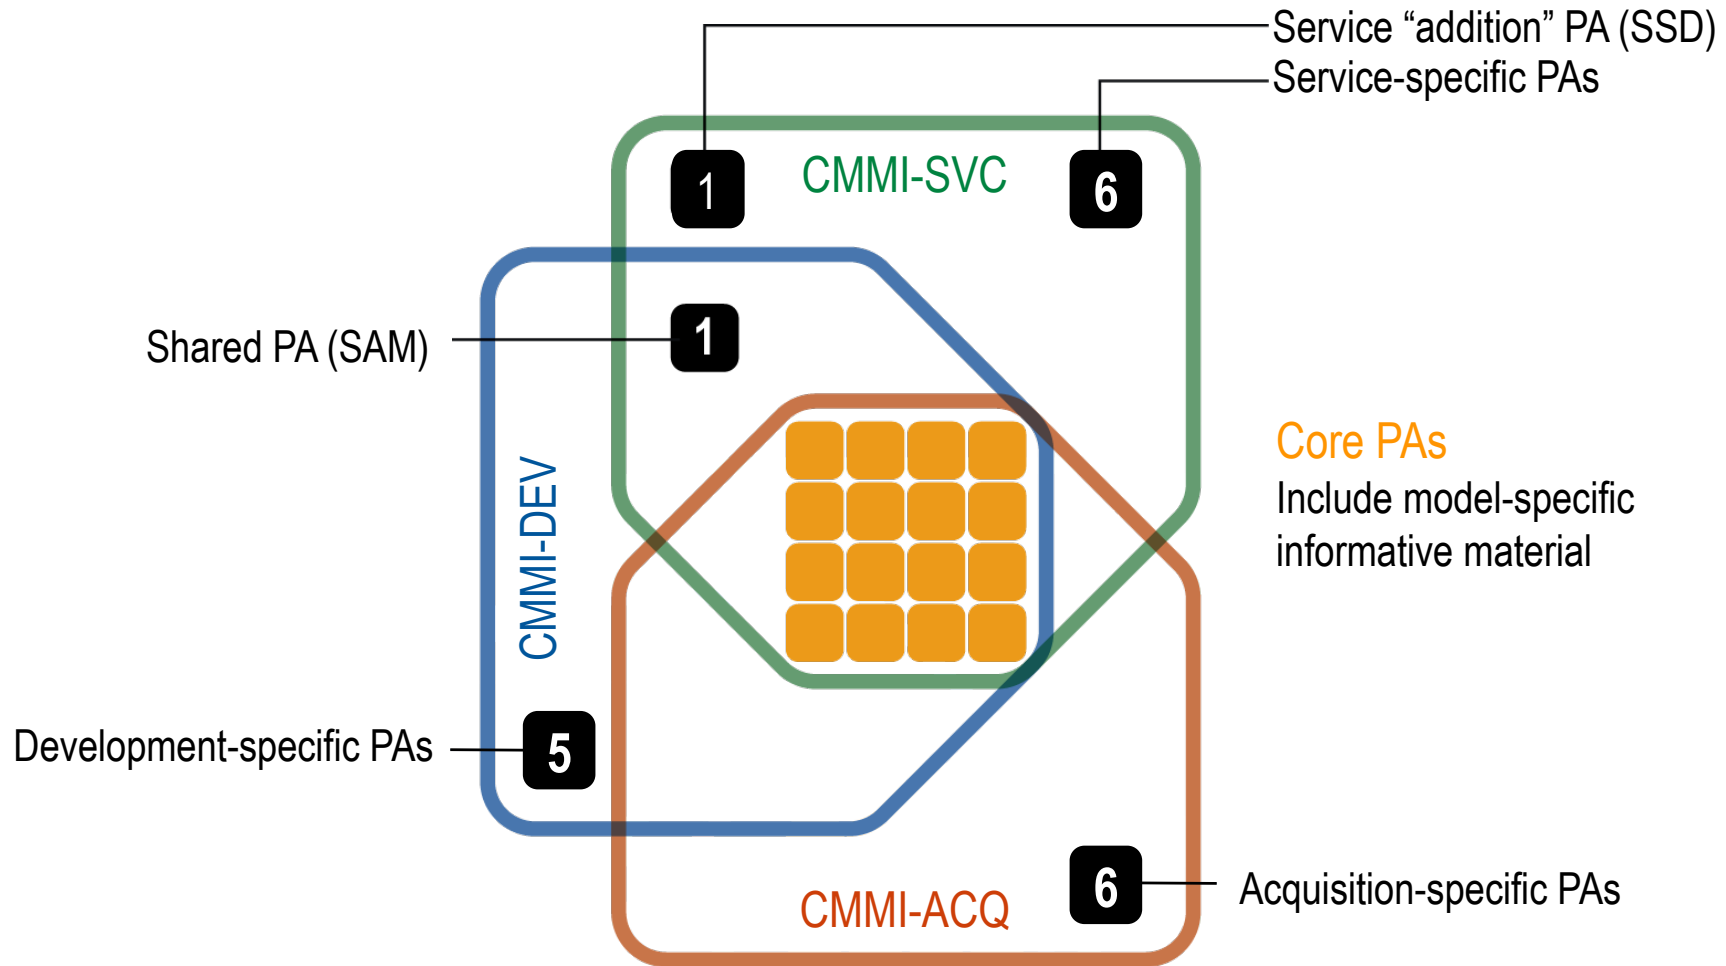 Service “addition” PA (SSD)
Service-specific PAs
1
CMMI-SVC
6
Shared PA (SAM)
1
Core PAs
Include model-specific
informative material
CMMI-DEV
Development-specific PAs
5
6
Acquisition-specific PAs
CMMI-ACQ